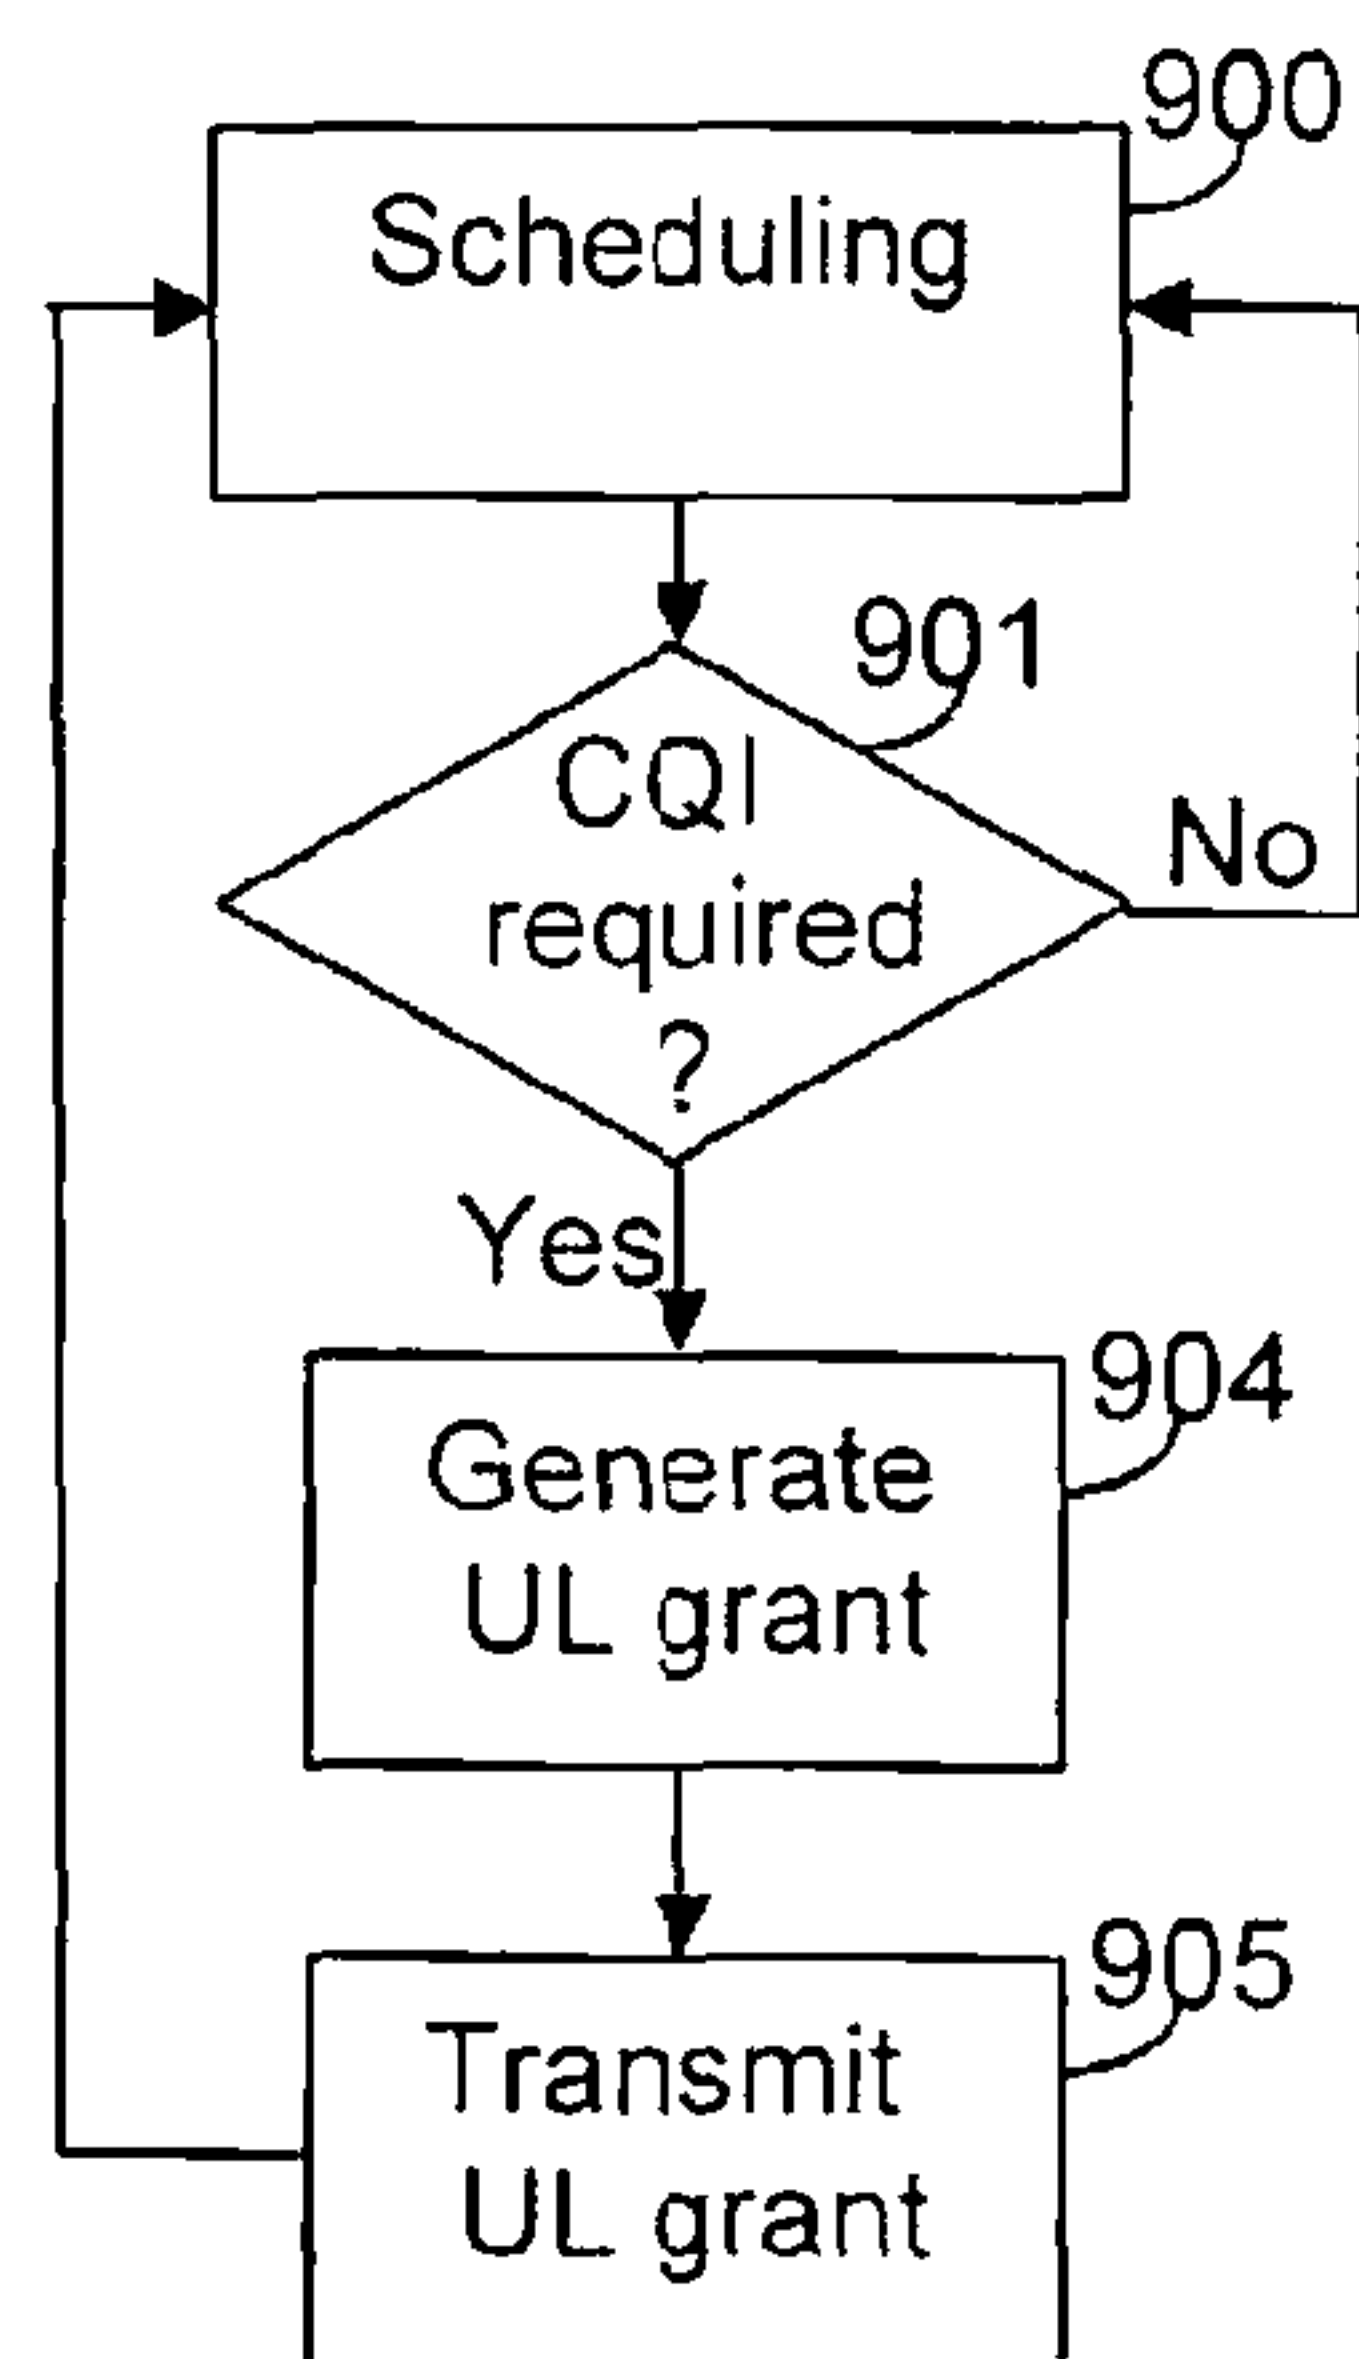 900
Scheduling
901
CQI
required
?
No
Yes
904
Generate
UL grant
905
Transmit
UL grant